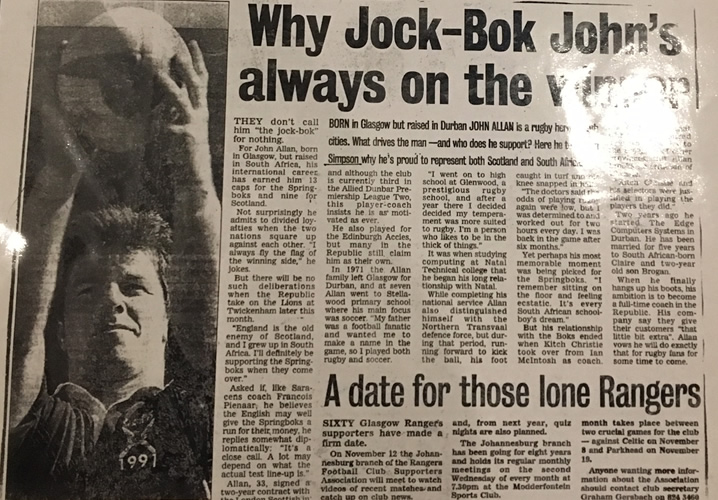 Why Jock-Bok John's
always on the winner
BORN in Glasgow but raised in Durban JOHN ALLAN is a rugby
cities. What drives the man — and who does he support? Here he
Simpson why he's proud to represent both Scotland and South
THEY don't call
him "the jock-bok"
for nothing.
For John Allan, born
in Glasgow, but raised
in South Africa, his
international career
has earned him 13
caps for the Spring-
boks and nine for
Scotland.
Not surprisingly he
admits to divided loy-
alties when the two
nations square up
against each other. "I
always fly the flag of
the winning side," he
jokes.
But there will be no
such deliberations
when the Republic
take on the Lions at
Twickenham later this
month.
"England is the old
enemy of Scotland,
and I grew up in South
Africa. I'll definitely be
supporting the Spring-
boks when they come
over."
Asked if, like Sara-
cens coach Francois
Pienaar, he believes
the English may well
give the Springboks a
run for their, money, he
replies somewhat dip-
lomatically: "It's a
close call. A lot may
depend on what the
actual test line-up is."
Allan, 33, signed a
two-year contract with
and although the club
is currently third in
the Allied Dunbar Pre-
miership League Two,
this player-coach
insists he is as moti-
vated as ever.
He also played for
the Edinburgh Accies,
but many in the
Republic still claim
him as their own.
In 1971 the Allan
family left Glasgow for
Durban, and at seven
Allan went to Stella-
wood primary school
where his main focus
was soccer. "My father
was a football fanatic
and wanted me to
make a name in the
game, so I played both
rugby and soccer.
"I went on to high
school at Glenwood, a
prestigious rugby
school, and after a
year there I decided
decided my tempera-
ment was more suited
to rugby. I'm a person
who likes to be in the
thick of things."
It was when studying
computing at Natal
Technical college that
he began his long rela-
tionship with Natal.
While completing his
national service Allan
also distinguished
himself with the
Northern Transvaal
defence force, but dur-
ing that period, run-
ning forward to kick
the ball, his foot
caught in turf and
knee snapped in
"The doctors said the
odds of playing
again were low, but I
was determined to and
worked out for two
hours every day. I was
back in the game after
six months."
Yet perhaps his most
memorable moment
was being picked for
the Springboks. "I
remember sitting on
the floor and feeling
ecstatic. It's every
South African school-
boy's dream."
But his relationship
with the Boks ended
when Kitch Christie
took over from Ian
McIntosh as coach.
selectors were
in playing the
players they did."
Two years ago he
started The Edge
Computers Systems in
Durban. He has been
married for five years
to South African-born
Claire and two-year
old son Brogan.
When he finally
hangs up his boots, his
ambition is to become
a full-time coach in the
Republic. His com-
pany say they give
their customers "that
little bit extra". Allan
vows he will do exactly
that for rugby fans for
some time to come.
1991
A date for those lone Rangers
SIXTY Glasgow Rangers
supporters have made a
firm date.
On November 12 the Johan-
nesburg branch of the Rangers
Football Club Supporters
Association will meet to watch
videos of recent matches and
catch up on club news.
and, from next year, quiz
nights are also planned.
The Johannesburg branch
has been going for eight years
and holds its regular monthly
meetings on the second
Wednesday of every month at
7.30pm at the Modderfontein
Sports Club.
month takes place between
two crucial games for the club
— against Celtic on November
8 and Parkhead on November
19.
Anyone wanting more infor-
mation about the Association
should contact club secretary
Graham Gersbach on 824 1460